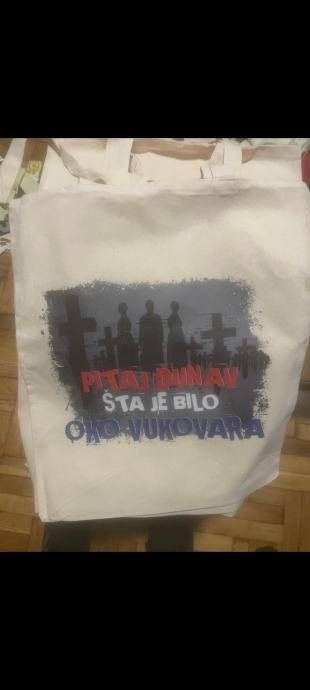 PITAJ DUNAV
ŠTA JE BILO
OKO VUKOVARA